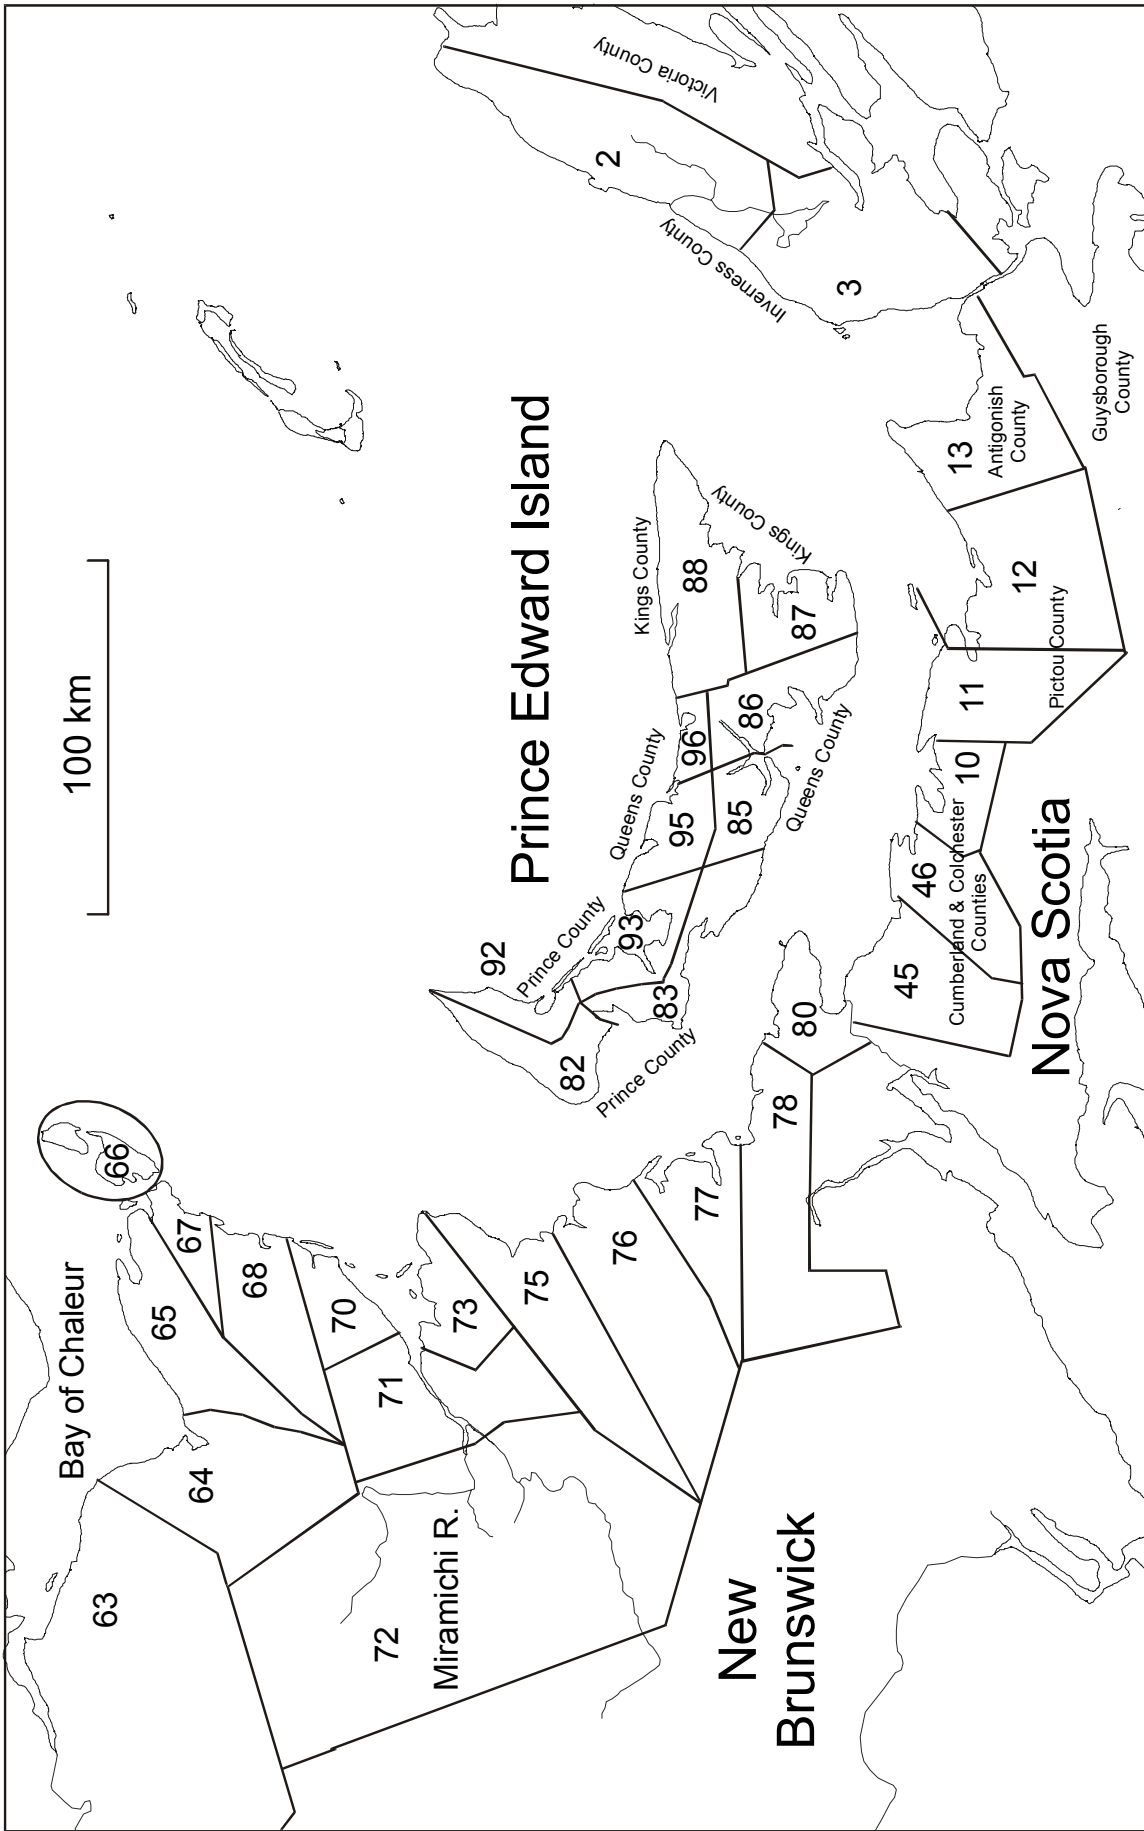 Bay of Chaleur
100 km
63
66
65
67
64
68
70
71
72
Miramichi R.
73
75
76
77
78
New
Brunswick
92
Prince County
82
Prince County
83
93
80
Prince Edward Island
Queens County
Kings County
95
96
88
85
86
87
Queens County
Kings County
2
Victoria County
Inverness County
3
45
46
10
11
12
13
Cumberland & Colchester
Counties
Pictou County
Antigonish
County
Guysborough
County
Nova Scotia